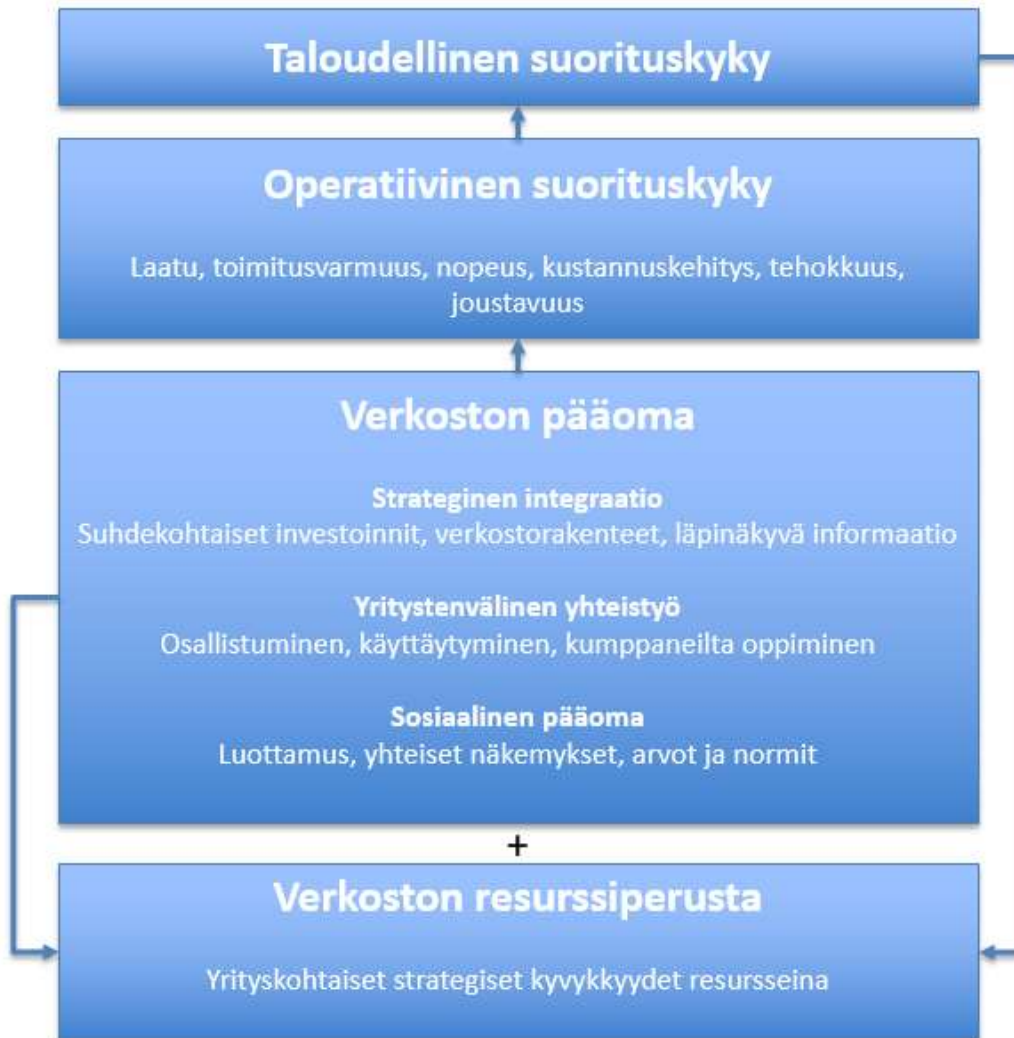 Taloudellinen suorituskyky
Operatiivinen suorituskyky
Laatu, toimitusvarmuus, nopeus, kustannuskehitys, tehokkuus,
joustavuus
Verkoston pääoma
Strateginen integraatio
Suhdekohtaiset investoinnit, verkostorakenteet, läpinäkyvä informaatio
Yritystenvälinen yhteistyö
Osallistuminen, käyttäytyminen, kumppaneilta oppiminen
Sosiaalinen pääoma
Luottamus, yhteiset näkemykset, arvot ja normit
+
Verkoston resurssiperusta
Yrityskohtaiset strategiset kyvykkyydet resursseina